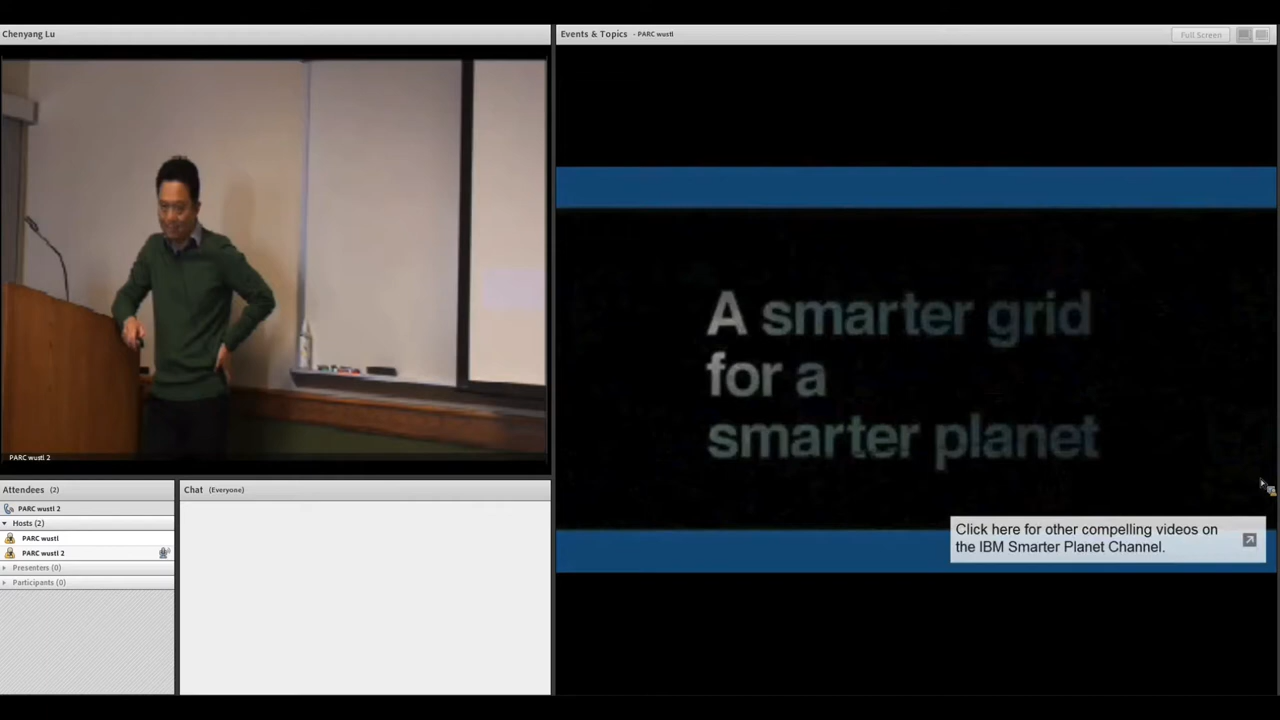 Chenyang Lu
Events & Topics - PARC wustl
Full Screen
A smarter grid
for a
smarter planet
PARC wustl 2
Attendees (2)
Chat (Everyone)
PARC wustl 2
Hosts (2)
PARC wustl
PARC wustl 2
Presenters (0)
Participants (0)
Click here for other compelling videos on
the IBM Smarter Planet Channel.